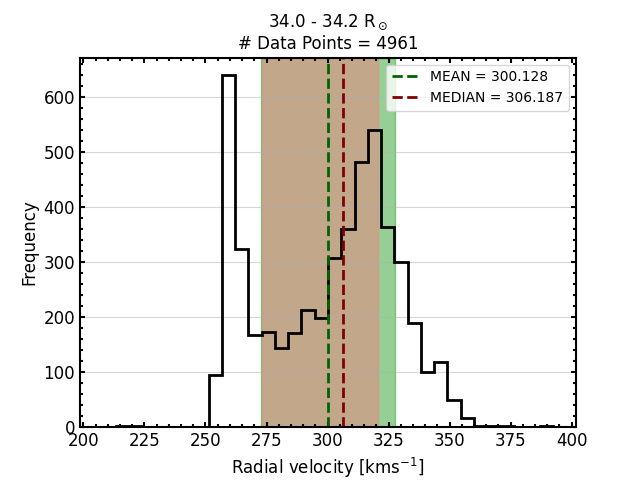 34.0 - 34.2 R⊙
# Data Points = 4961
MEAN = 300.128
MEDIAN = 306.187
Frequency
600
500
400
300
200
100
0
200 225 250 275 300 325 350 375 400
Radial velocity [kms⁻¹]